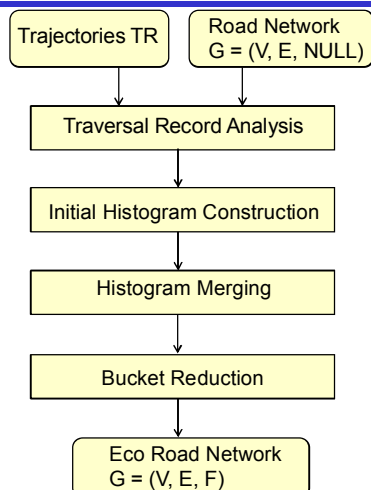 Trajectories TR
Road Network
G = (V, E, NULL)
Traversal Record Analysis
Initial Histogram Construction
Histogram Merging
Bucket Reduction
Eco Road Network
G = (V, E, F)